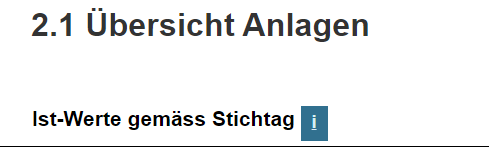 2.1 Übersicht Anlagen
Ist-Werte gemäss Stichtag i